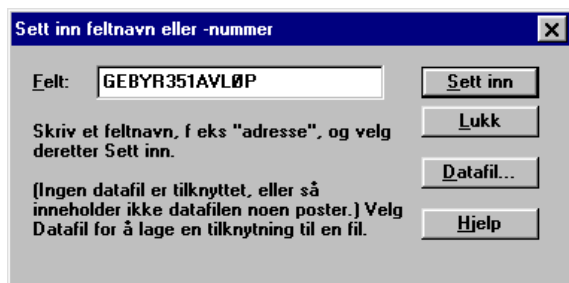 Sett inn feltnavn eller -nummer
Felt: GEBYR351AVLØP
Sett inn
Skriv et feltnavn, f eks "adresse", og velg
deretter Sett inn.
Lukk
(Ingen datafil er tilknyttet, eller så
inneholder ikke datafilen noen poster.) Velg
Datafil for å lage en tilknytning til en fil.
Datafil...
Hjelp